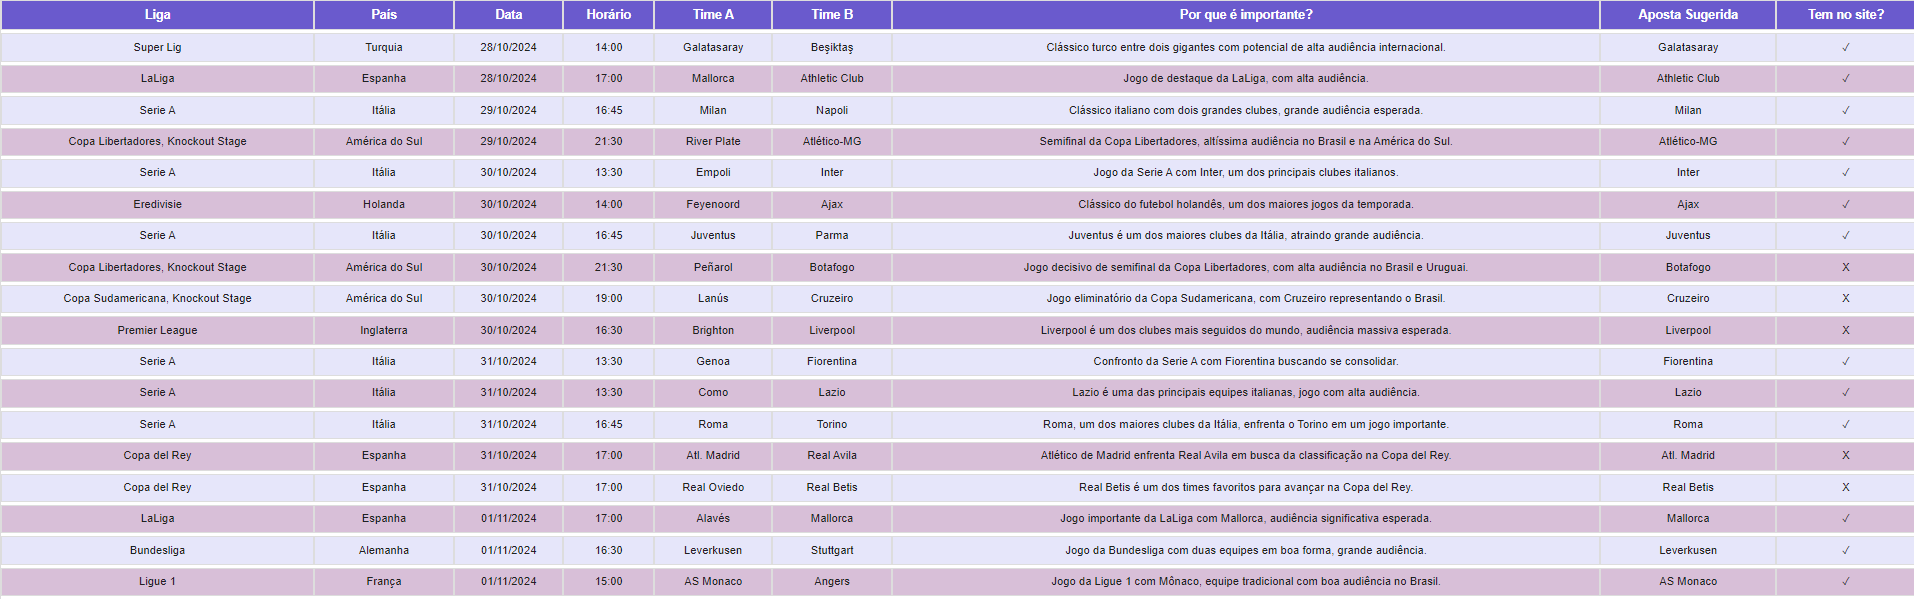 Liga País Data Horário Time A Time B Por que é importante? Aposta Sugerida Tem no site?
Super Lig Turquia 28/10/2024 14:00 Galatasaray Beşiktaş Clássico turco entre dois gigantes com potencial de alta audiência internacional. Galatasaray ✓
LaLiga Espanha 28/10/2024 17:00 Mallorca Athletic Club Jogo de destaque da LaLiga, com alta audiência. Athletic Club ✓
Serie A Itália 29/10/2024 16:45 Milan Napoli Clássico italiano com dois grandes clubes, grande audiência esperada. Milan ✓
Copa Libertadores, Knockout Stage América do Sul 29/10/2024 21:30 River Plate Atlético-MG Semifinal da Copa Libertadores, altíssima audiência no Brasil e na América do Sul. Atlético-MG ✓
Serie A Itália 30/10/2024 13:30 Empoli Inter Jogo da Serie A com Inter, um dos principais clubes italianos. Inter ✓
Eredivisie Holanda 30/10/2024 14:00 Feyenoord Ajax Clássico do futebol holandês, um dos maiores jogos da temporada. Ajax ✓
Serie A Itália 30/10/2024 16:45 Juventus Parma Juventus é um dos maiores clubes da Itália, atraindo grande audiência. Juventus ✓
Copa Libertadores, Knockout Stage América do Sul 30/10/2024 21:30 Peñarol Botafogo Jogo decisivo de semifinal da Copa Libertadores, com alta audiência no Brasil e Uruguai. Botafogo X
Copa Sudamericana, Knockout Stage América do Sul 30/10/2024 19:00 Lanús Cruzeiro Jogo eliminatório da Copa Sudamericana, com Cruzeiro representando o Brasil. Cruzeiro X
Premier League Inglaterra 30/10/2024 16:30 Brighton Liverpool Liverpool é um dos clubes mais seguidos do mundo, audiência massiva esperada. Liverpool X
Serie A Itália 31/10/2024 13:30 Genoa Fiorentina Confronto da Serie A com Fiorentina buscando se consolidar. Fiorentina ✓
Serie A Itália 31/10/2024 13:30 Como Lazio Lazio é uma das principais equipes italianas, jogo com alta audiência. Lazio ✓
Serie A Itália 31/10/2024 16:45 Roma Torino Roma, um dos maiores clubes da Itália, enfrenta o Torino em um jogo importante. Roma ✓
Copa del Rey Espanha 31/10/2024 17:00 Atl. Madrid Real Avila Atlético de Madrid enfrenta Real Avila em busca da classificação na Copa del Rey. Atl. Madrid X
Copa del Rey Espanha 31/10/2024 17:00 Real Oviedo Real Betis Real Betis é um dos times favoritos para avançar na Copa del Rey. Real Betis X
LaLiga Espanha 01/11/2024 17:00 Alavés Mallorca Jogo importante da LaLiga com Mallorca, audiência significativa esperada. Mallorca ✓
Bundesliga Alemanha 01/11/2024 16:30 Leverkusen Stuttgart Jogo da Bundesliga com duas equipes em boa forma, grande audiência. Leverkusen ✓
Ligue 1 França 01/11/2024 15:00 AS Monaco Angers Jogo da Ligue 1 com Mônaco, equipe tradicional com boa audiência no Brasil. AS Monaco ✓